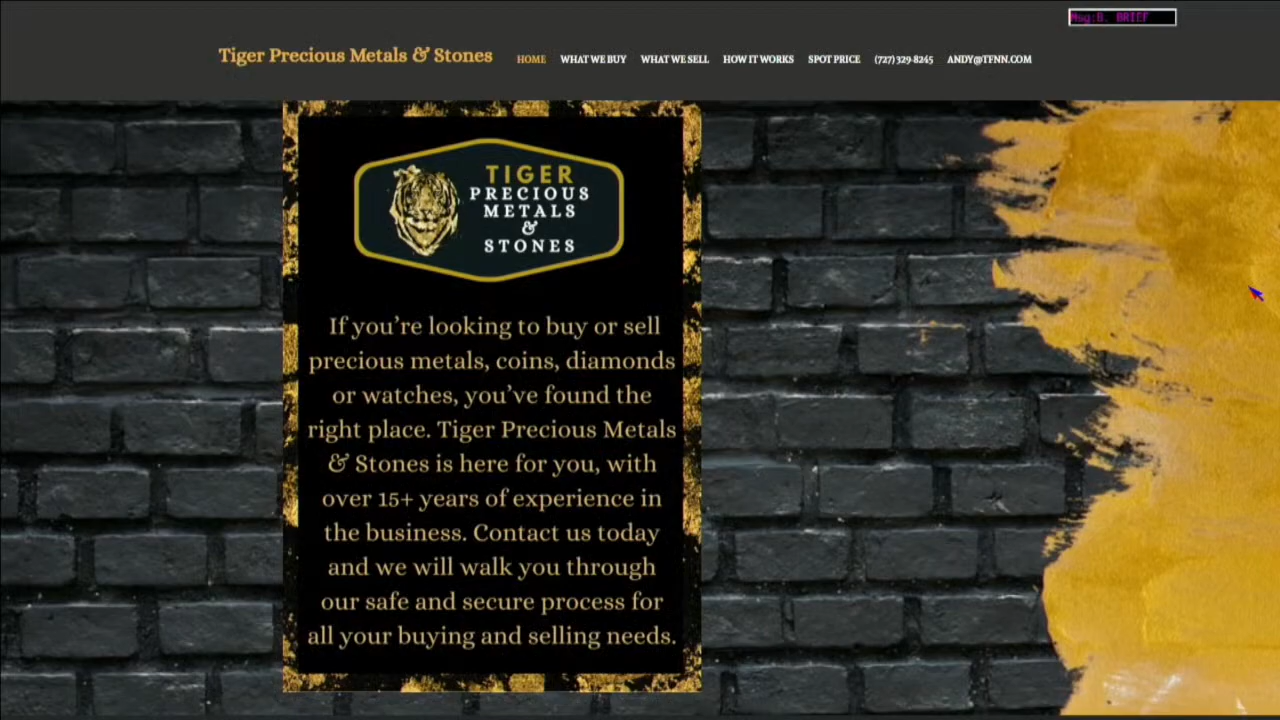 Msg:B. BRIEF
Tiger Precious Metals & Stones
HOME WHAT WE BUY WHAT WE SELL HOW IT WORKS SPOT PRICE (727) 329-8245 ANDY@TFNN.COM
TIGER
PRECIOUS
METALS
&
STONES
If you’re looking to buy or sell
precious metals, coins, diamonds
or watches, you’ve found the
right place. Tiger Precious Metals
& Stones is here for you, with
over 15+ years of experience in
the business. Contact us today
and we will walk you through
our safe and secure process for
all your buying and selling needs.